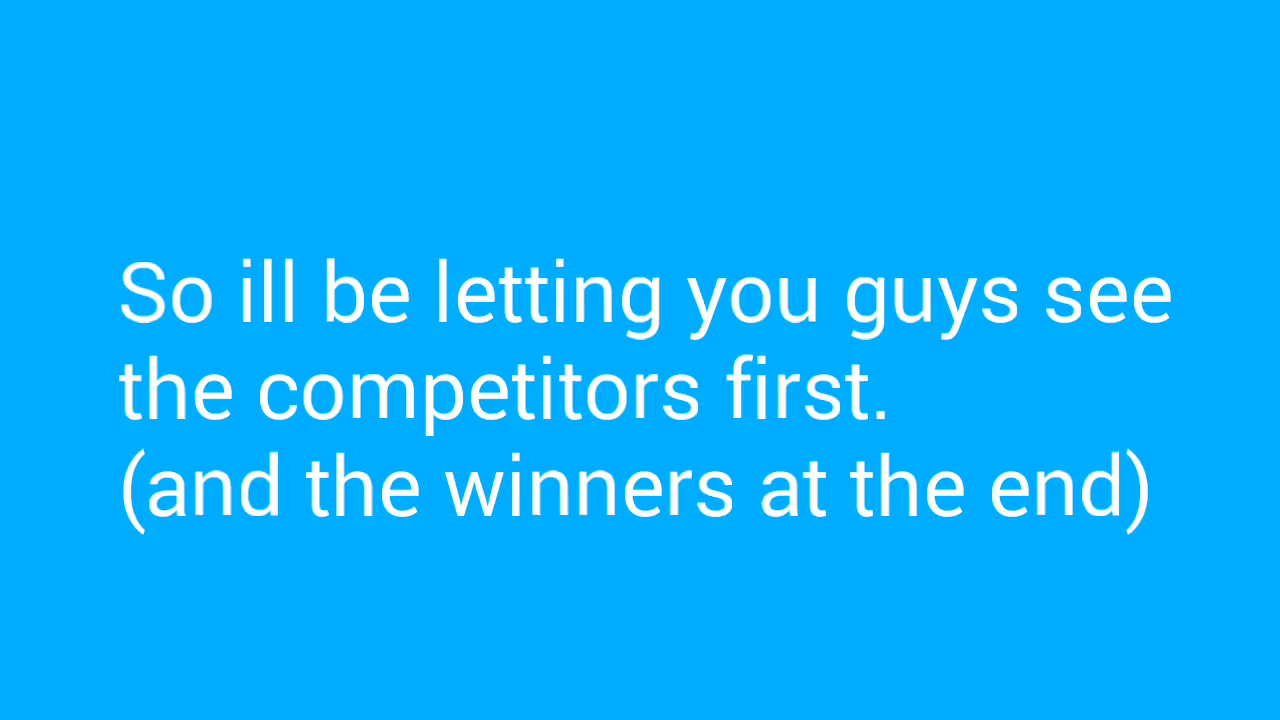 So ill be letting you guys see
the competitors first.
(and the winners at the end)